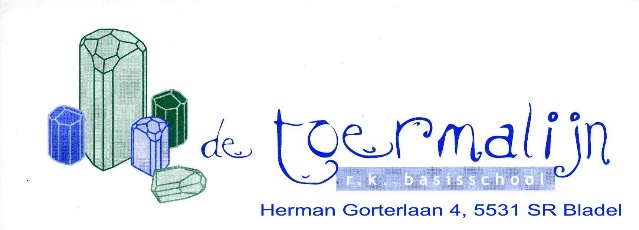 de toermalijn
r.k. basisschool
Herman Gorterlaan 4, 5531 SR Bladel